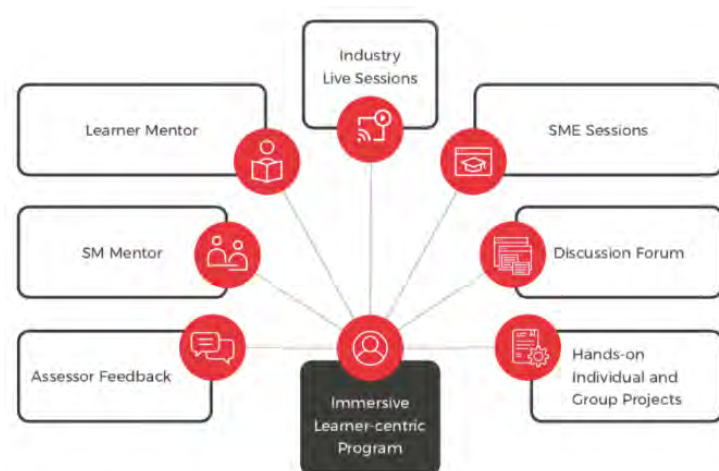 Industry
Live Sessions
Learner Mentor
SME Sessions
SM Mentor
Discussion Forum
Assessor Feedback
Hands-on
Individual and
Group Projects
Immersive
Learner-centric
Program